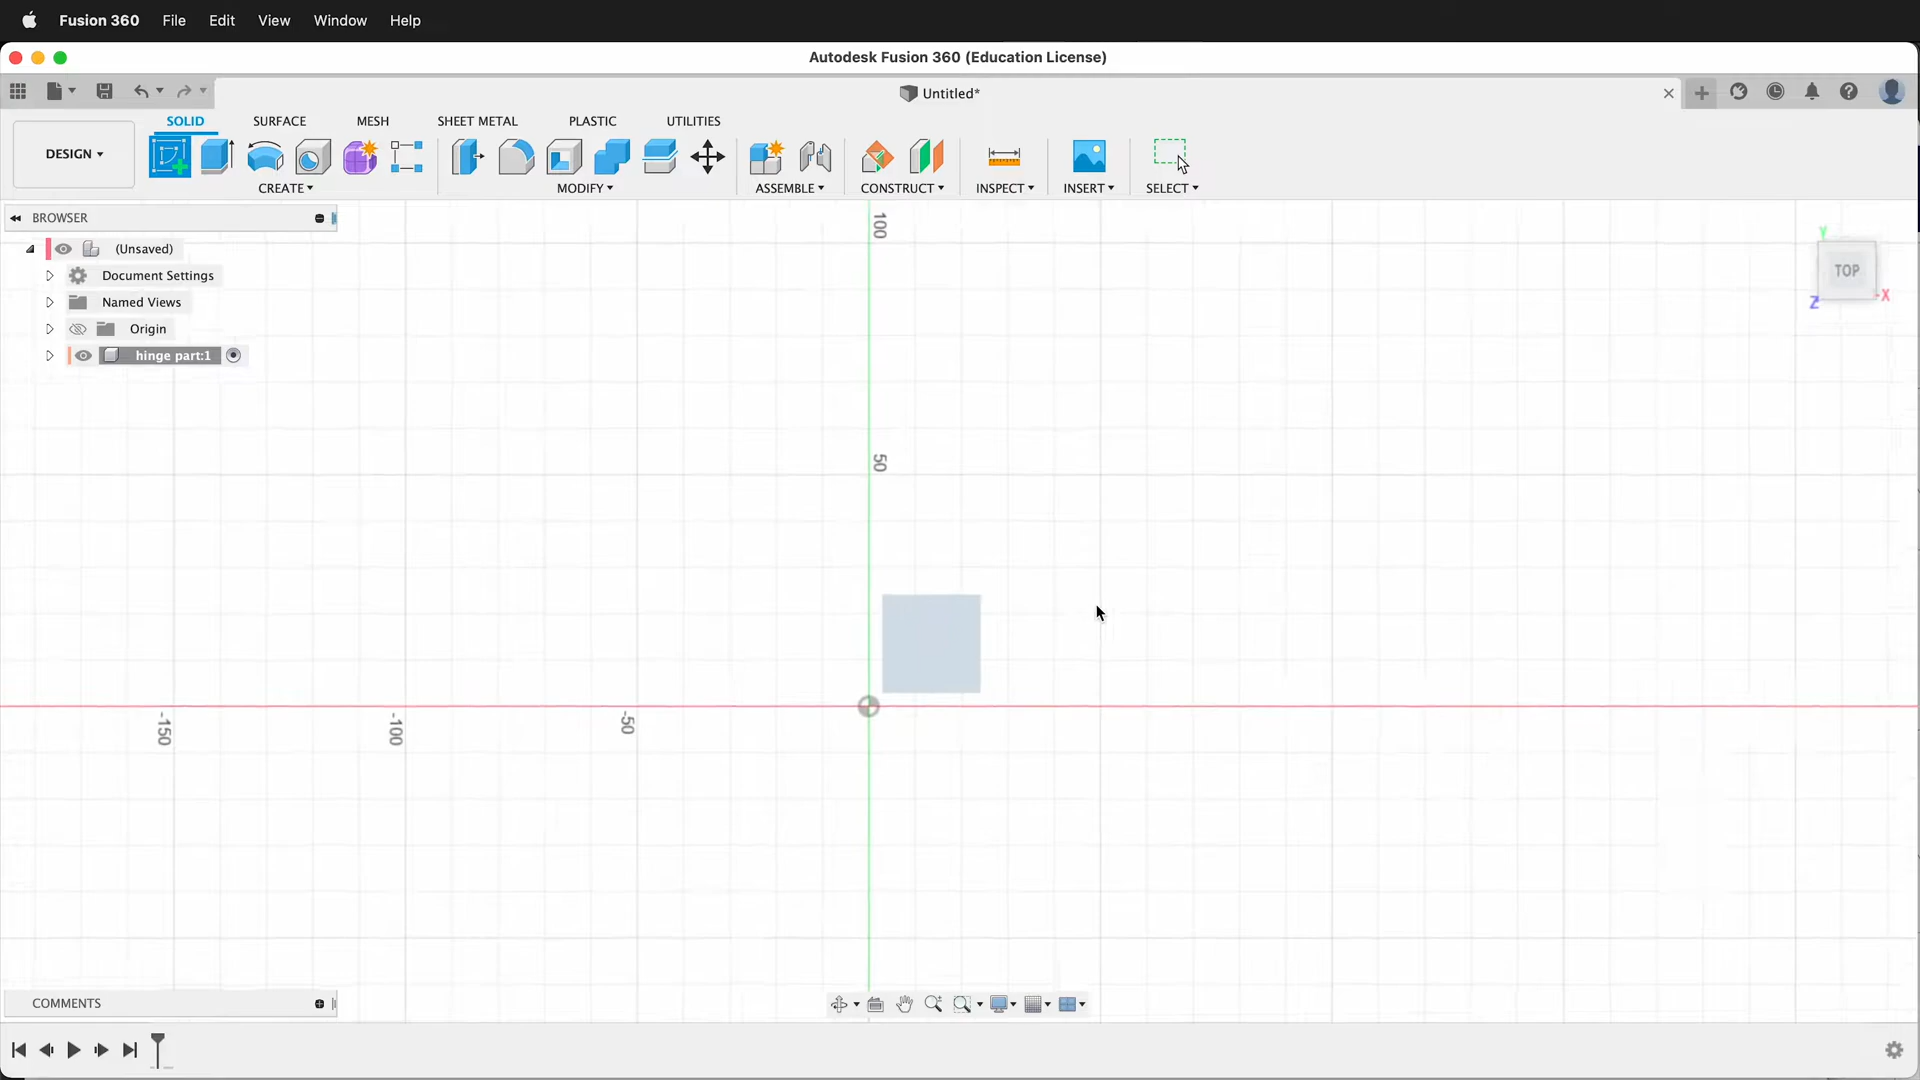 Fusion 360 File Edit View Window Help
Autodesk Fusion 360 (Education License)
Untitled*
SOLID SURFACE MESH SHEET METAL PLASTIC UTILITIES
DESIGN
CREATE MODIFY ASSEMBLE CONSTRUCT INSPECT INSERT SELECT
BROWSER
(Unsaved)
Document Settings
Named Views
Origin
hinge part:1
100
50
-150 -100 -50
Y
TOP
Z -X
COMMENTS